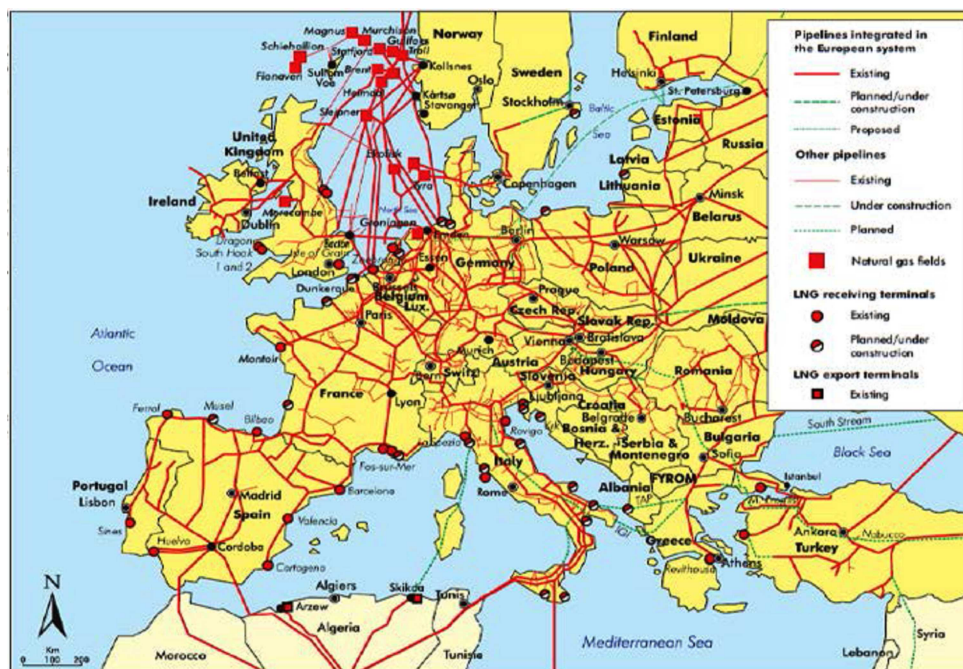 Magnus
Murchison
Gullfaks
Statfjord
Troll
Schiehallion
Brent
Sullom
Voe
Foinaven
Heimdal
Sleipner
Kollsnes
Kårtsø
Stavanger
Ekofisk
Tyra
Norway
Oslo
Sweden
Stockholm
Finland
Helsinki
St. Petersburg
Estonia
Russia
Latvia
Lithuania
Baltic
Sea
Copenhagen
Minsk
Belarus
United
Kingdom
Belfast
Ireland
Dublin
Morecambe
North Sea
Groningen
Emden
Berlin
Warsaw
Poland
Ukraine
Dragon
South Hook
1 and 2
Isle of Grain
London
Dunkerque
Essen
Germany
Brussels
Belgium
Lux.
Paris
Prague
Czech Rep.
Slovak Rep.
Moldova
Atlantic
Ocean
Montoir
Munich
Vienna
Bratislava
Austria
Budapest
Hungary
Romania
Bern
Switz.
Slovenia
Ljubljana
France
Lyon
Croatia
Belgrade
Bucharest
Ferrol
Musel
Bilbao
La Spezia
Rovigo
Krk
Bosnia &
Herz.
Serbia &
Montenegro
Bulgaria
Sofia
South Stream
Black Sea
Fos-sur-Mer
Italy
Rome
Albania
FYROM
TAP
IGI
Istanbul
Portugal
Lisbon
Madrid
Spain
Barcelona
Valencia
Sines
Huelva
Cordoba
Cartagena
Greece
Revithousa
Athens
Ankara
Turkey
Nabucco
N
0 Km 200
100
Algiers
Arzew
Skikda
Tunis
Algeria
Morocco
Tunisie
Mediterranean Sea
Syria
Lebanon
Pipelines integrated in
the European system
Existing
Planned/under
construction
Proposed
Other pipelines
Existing
Under construction
Planned
Natural gas fields
LNG receiving terminals
Existing
Planned/under
construction
LNG export terminals
Existing